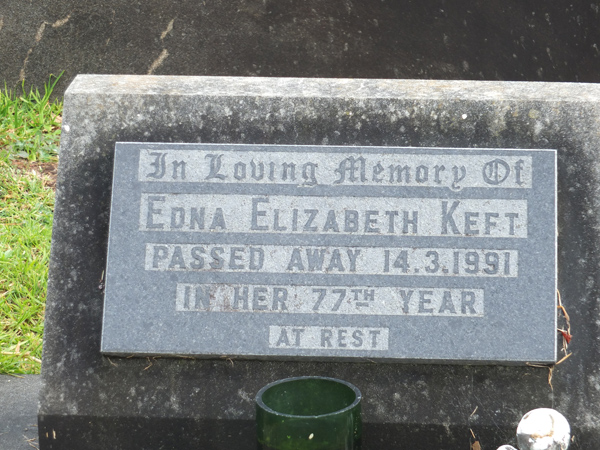 In Loving Memory Of
EDNA ELIZABETH KEFT
PASSED AWAY 14.3.1991
IN HER 77TH YEAR
AT REST